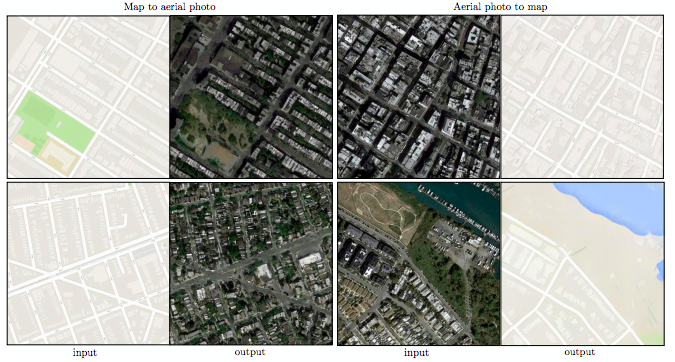 Map to aerial photo
Aerial photo to map
input
output
input
output